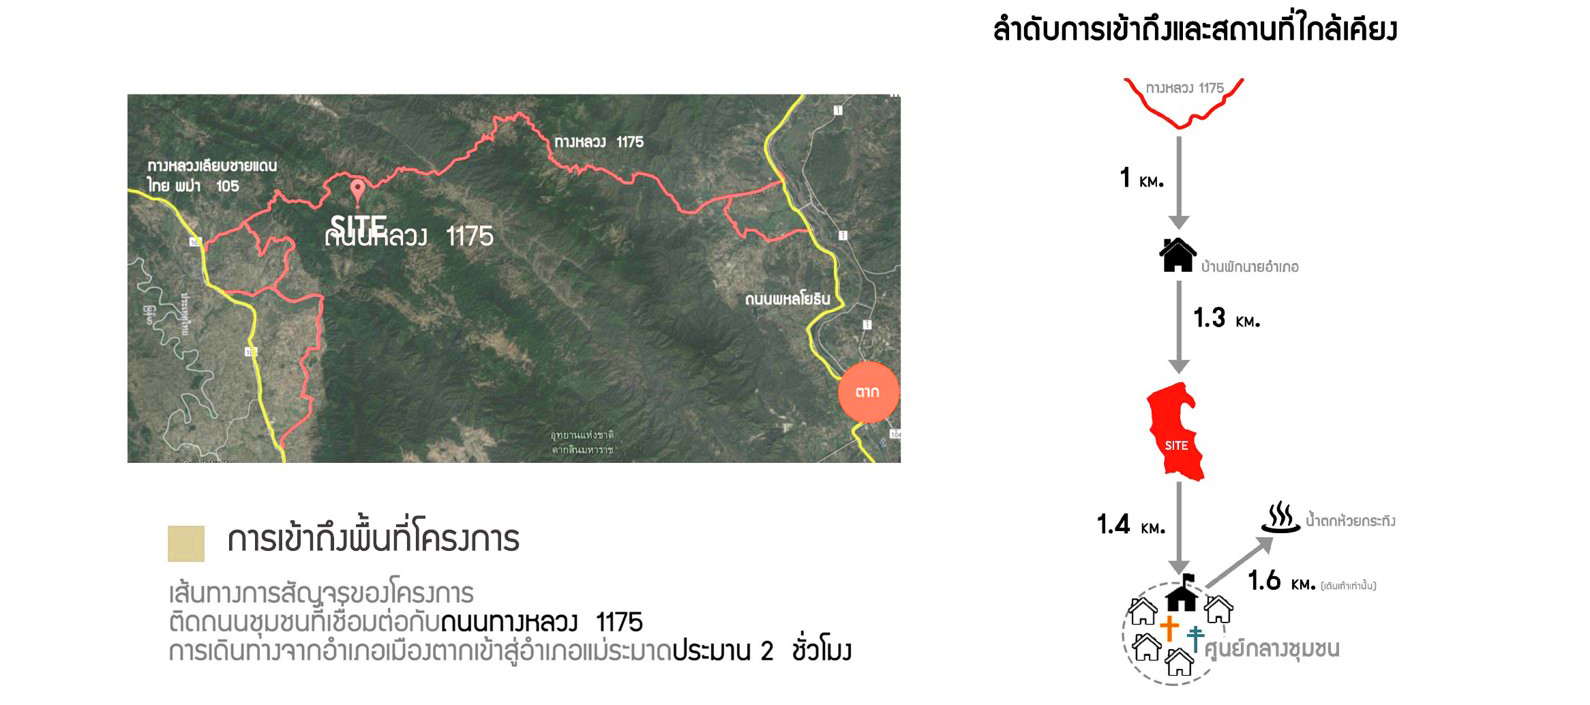 ลำดับการเข้าถึงและสถานที่ใกล้เคียง
ทางหลวง 1175
1 KM.
บ้านพักนายอำเภอ
1.3 KM.
SITE
1.4 KM.
น้ำตกห้วยกระทิง
1.6 KM. (เดินเท้าเท่านั้น)
ศูนย์กลางชุมชน
ทางหลวงเลียบชายแดน
ไทย พม่า 105
ทางหลวง 1175
SITE
ถนนหลวง 1175
ถนนพหลโยธิน
ตาก
อุทยานแห่งชาติ
ตากสินมหาราช
ประเทศไทย
1
1
1
การเข้าถึงพื้นที่โครงการ
เส้นทางการสัญจรของโครงการ
ติดถนนชุมชนที่เชื่อมต่อกับถนนทางหลวง 1175
การเดินทางจากอำเภอเมืองตากเข้าสู่อำเภอแม่ระมาดประมาน 2 ชั่วโมง